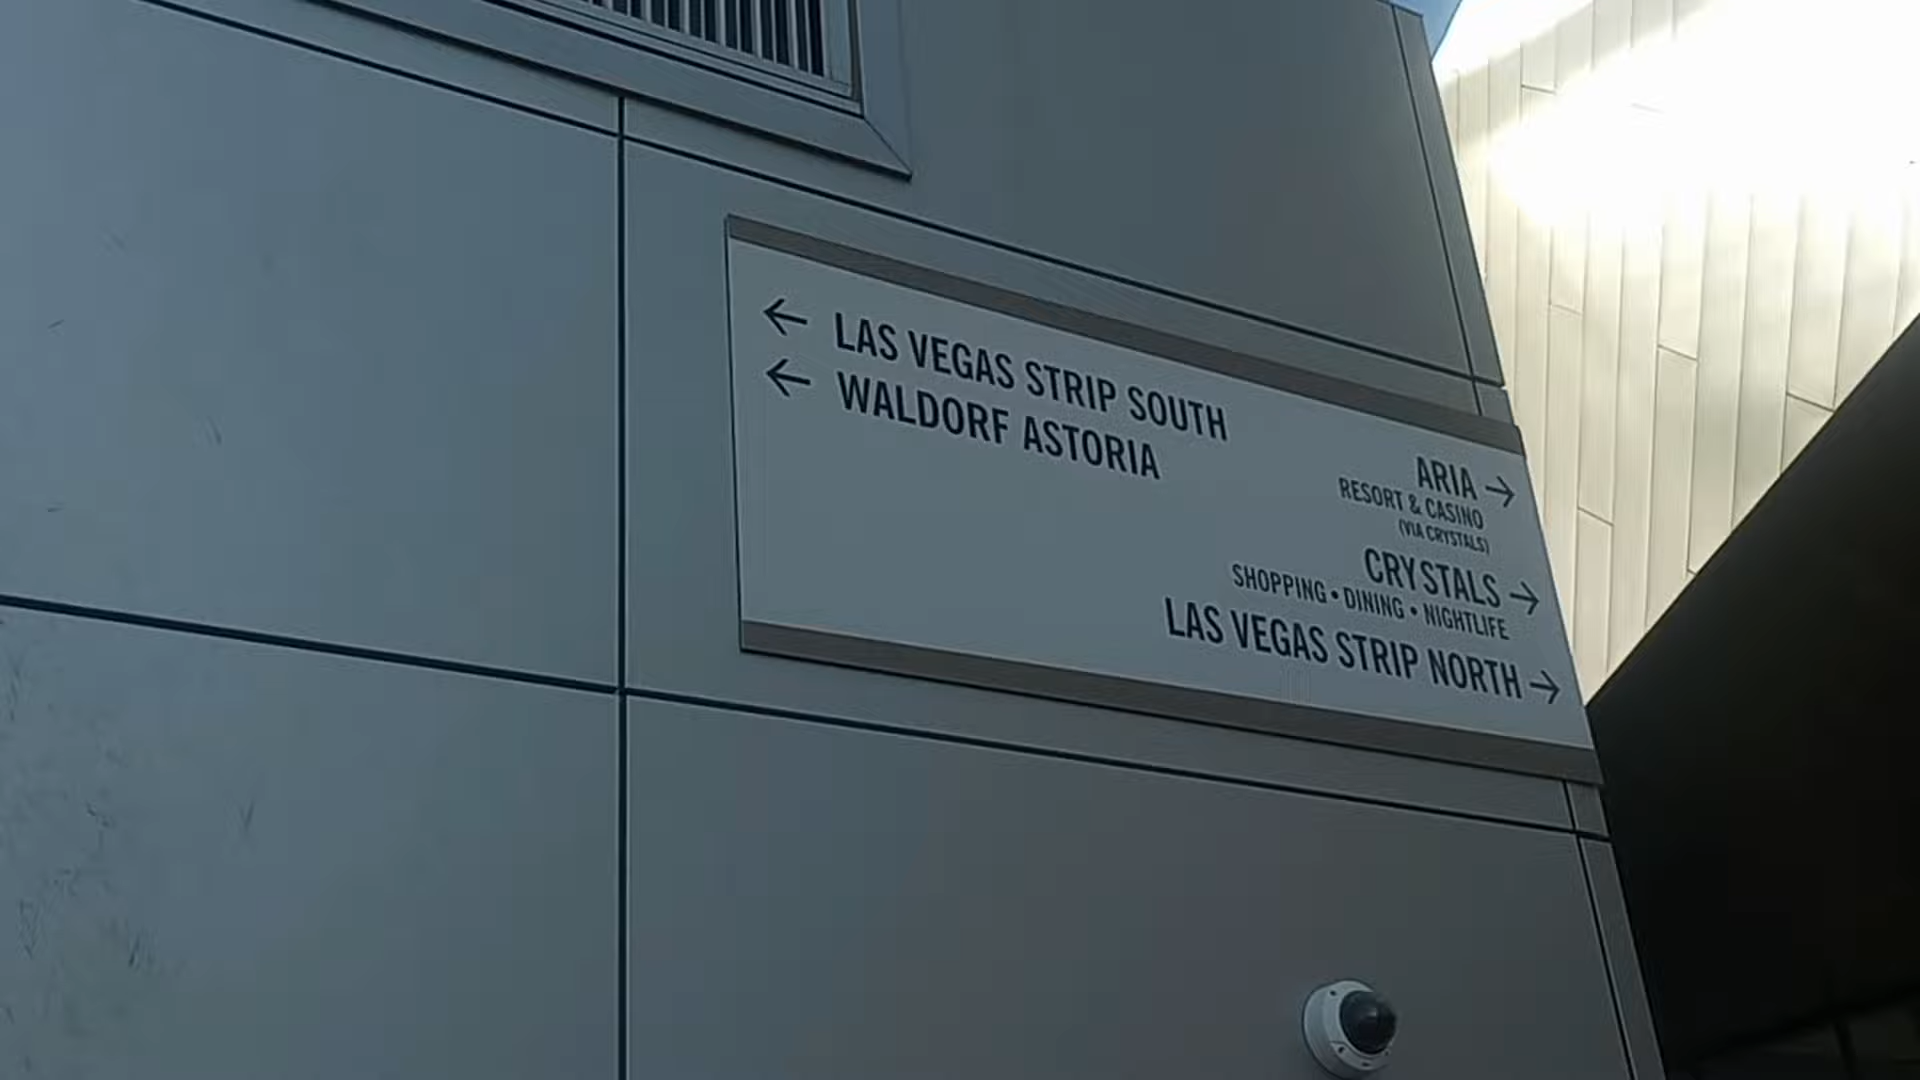 ← LAS VEGAS STRIP SOUTH
← WALDORF ASTORIA
ARIA →
RESORT & CASINO
(VIA CRYSTALS)
CRYSTALS →
SHOPPING • DINING • NIGHTLIFE
LAS VEGAS STRIP NORTH →